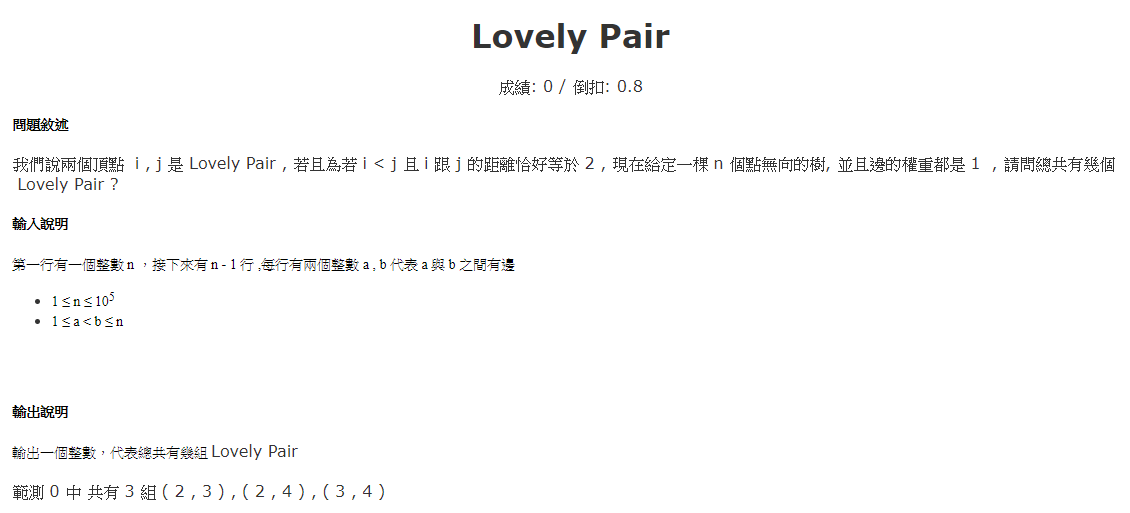 Lovely Pair
成績: 0 / 倒扣: 0.8
問題敘述
我們說兩個頂點 i , j 是 Lovely Pair , 若且為若 i < j 且 i 跟 j 的距離恰好等於 2 , 現在給定一棵 n 個點無向的樹, 並且邊的權重都是 1 , 請問總共有幾個
Lovely Pair ?
輸入說明
第一行有一個整數 n ，接下來有 n - 1 行 ,每行有兩個整數 a , b 代表 a 與 b 之間有邊
• 1 ≤ n ≤ 10⁵
• 1 ≤ a < b ≤ n
輸出說明
輸出一個整數，代表總共有幾組 Lovely Pair
範測 0 中 共有 3 組 ( 2 , 3 ) , ( 2 , 4 ) , ( 3 , 4 )